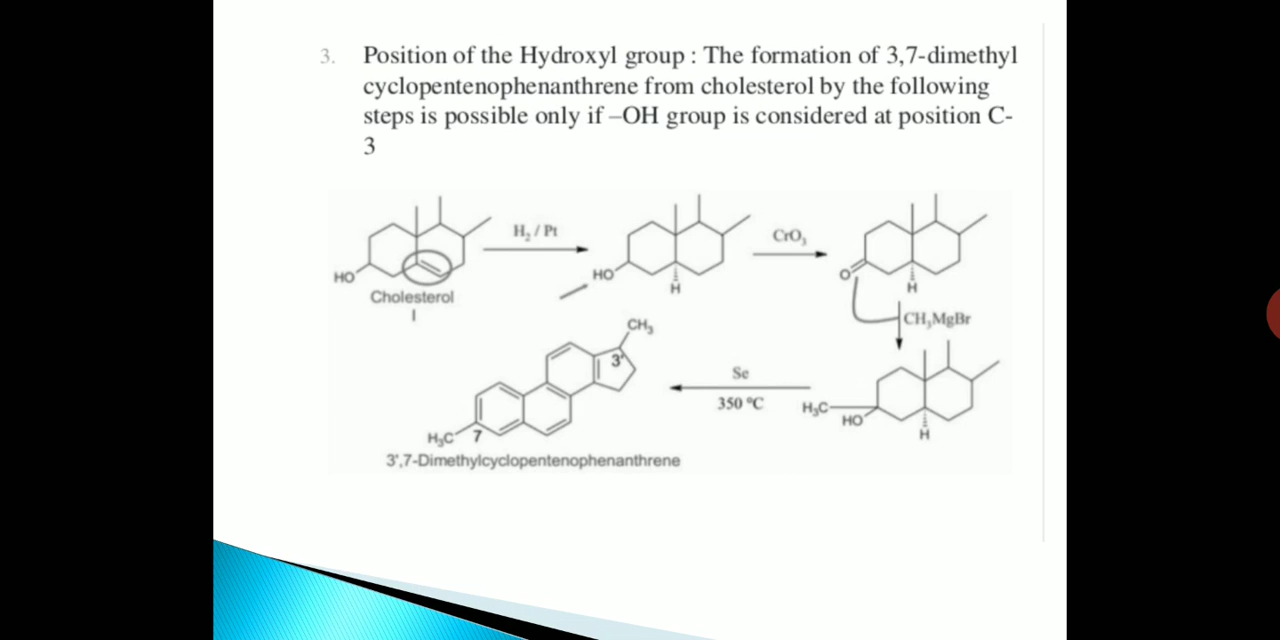 3. Position of the Hydroxyl group : The formation of 3,7-dimethyl
cyclopentenophenanthrene from cholesterol by the following
steps is possible only if –OH group is considered at position C-
3
H₂ / Pt
CrO₃
HO
Cholesterol
I
HO
H
O
H
CH₃MgBr
CH₃
3'
Se
350 ºC
H₃C
HO
H
H₃C 7
3',7-Dimethylcyclopentenophenanthrene